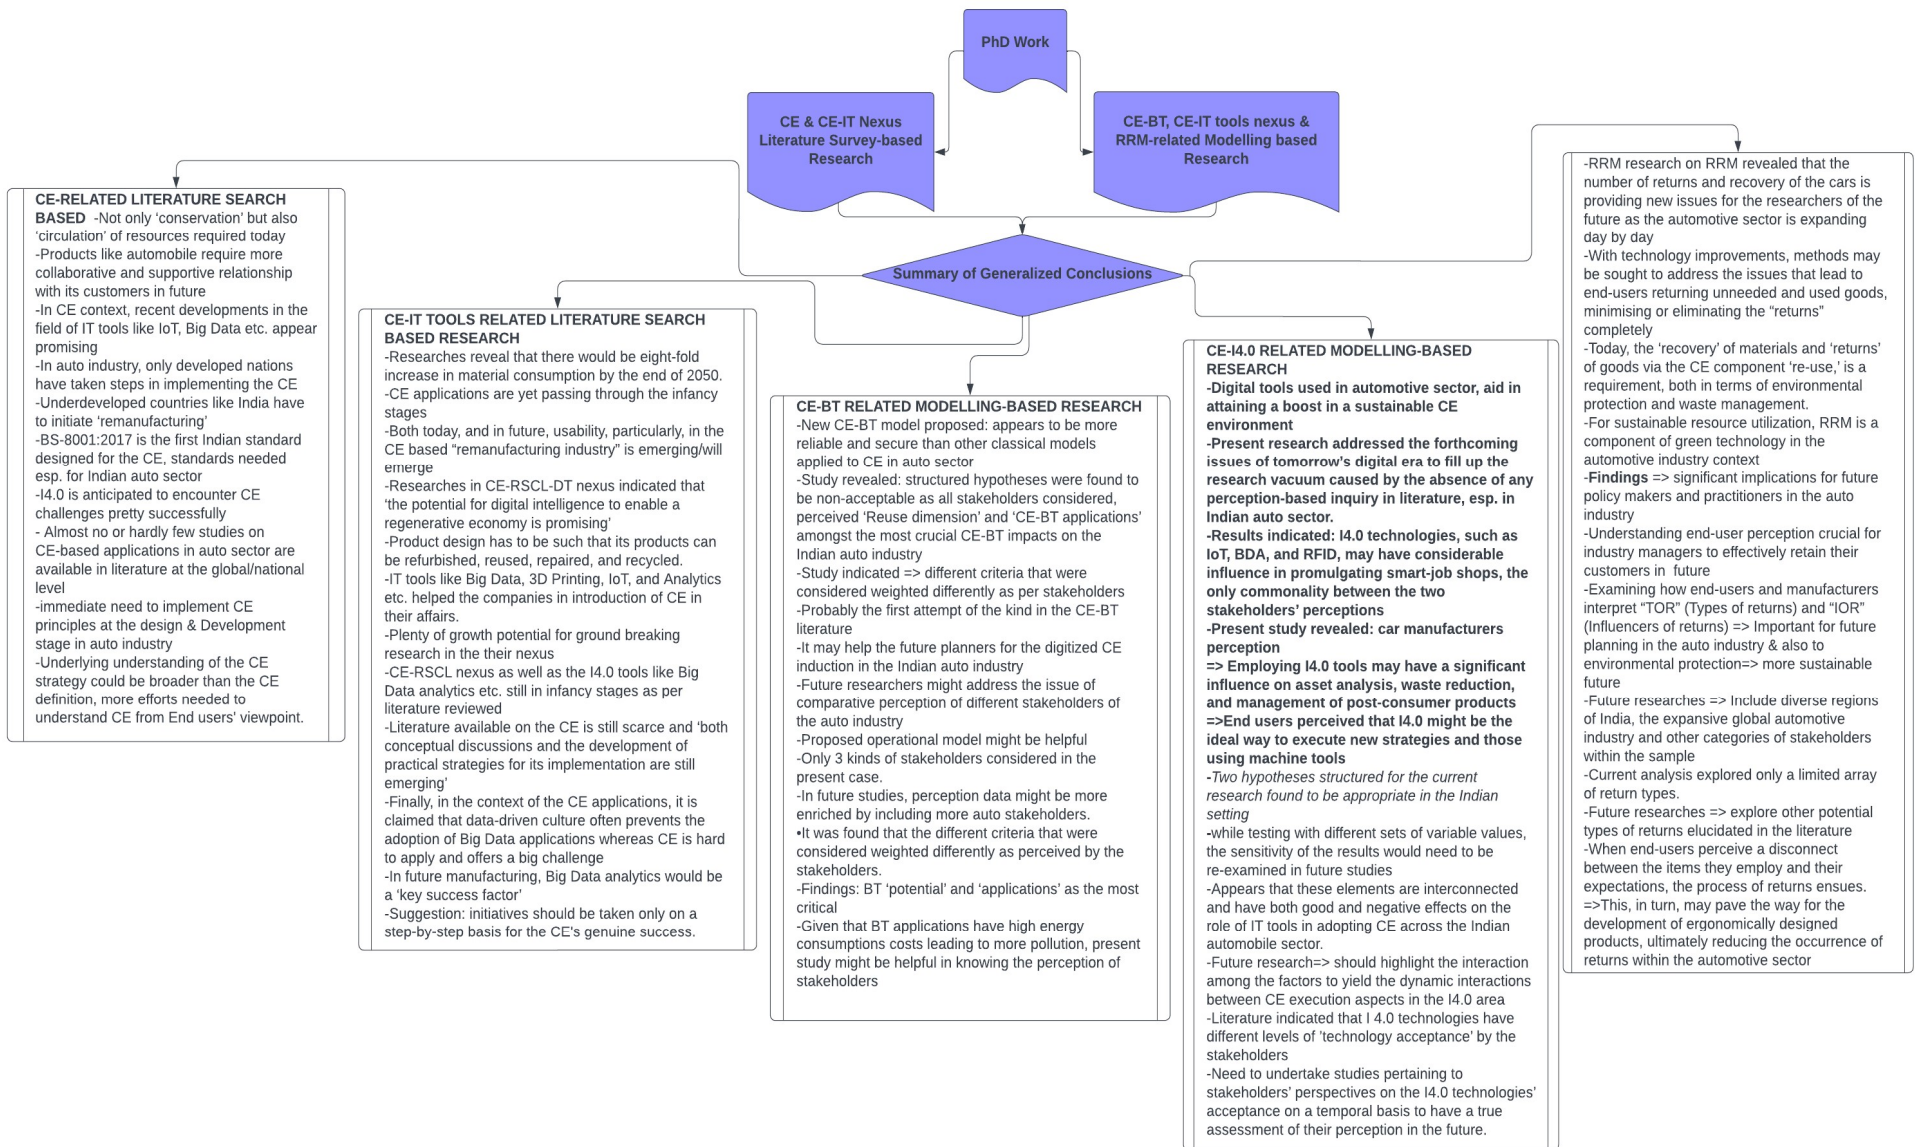 PhD Work
CE & CE-IT Nexus
Literature Survey-based
Research
CE-BT, CE-IT tools nexus &
RRM-related Modelling based
Research
Summary of Generalized Conclusions
CE-RELATED LITERATURE SEARCH
BASED -Not only ‘conservation’ but also
‘circulation’ of resources required today
-Products like automobile require more
collaborative and supportive relationship
with its customers in future
-In CE context, recent developments in the
field of IT tools like IoT, Big Data etc. appear
promising
-In auto industry, only developed nations
have taken steps in implementing the CE
-Underdeveloped countries like India have
to initiate ‘remanufacturing’
-BS-8001:2017 is the first Indian standard
designed for the CE, standards needed
esp. for Indian auto sector
-I4.0 is anticipated to encounter CE
challenges pretty successfully
- Almost no or hardly few studies on
CE-based applications in auto sector are
available in literature at the global/national
level
-immediate need to implement CE
principles at the design & Development
stage in auto industry
-Underlying understanding of the CE
strategy could be broader than the CE
definition, more efforts needed to
understand CE from End users' viewpoint.
CE-IT TOOLS RELATED LITERATURE SEARCH
BASED RESEARCH
-Researches reveal that there would be eight-fold
increase in material consumption by the end of 2050.
-CE applications are yet passing through the infancy
stages
-Both today, and in future, usability, particularly, in the
CE based “remanufacturing industry” is emerging/will
emerge
-Researches in CE-RSCL-DT nexus indicated that
‘the potential for digital intelligence to enable a
regenerative economy is promising’
-Product design has to be such that its products can
be refurbished, reused, repaired, and recycled.
-IT tools like Big Data, 3D Printing, IoT, and Analytics
etc. helped the companies in introduction of CE in
their affairs.
-Plenty of growth potential for ground breaking
research in their nexus
-CE-RSCL nexus as well as the I4.0 tools like Big
Data analytics etc. still in infancy stages as per
literature reviewed
-Literature available on the CE is still scarce and ‘both
conceptual discussions and the development of
practical strategies for its implementation are still
emerging’
-Finally, in the context of the CE applications, it is
claimed that data-driven culture often prevents the
adoption of Big Data applications whereas CE is hard
to apply and offers a big challenge
-In future manufacturing, Big Data analytics would be
a ‘key success factor’
-Suggestion: initiatives should be taken only on a
step-by-step basis for the CE's genuine success.
CE-BT RELATED MODELLING-BASED RESEARCH
-New CE-BT model proposed: appears to be more
reliable and secure than other classical models
applied to CE in auto sector
-Study revealed: structured hypotheses were found to
be non-acceptable as all stakeholders considered,
perceived ‘Reuse dimension’ and ‘CE-BT applications’
amongst the most crucial CE-BT impacts on the
Indian auto industry
-Study indicated => different criteria that were
considered weighted differently as per stakeholders
-Probably the first attempt of the kind in the CE-BT
literature
-It may help the future planners for the digitized CE
induction in the Indian auto industry
-Future researchers might address the issue of
comparative perception of different stakeholders of
the auto industry
-Proposed operational model might be helpful
-Only 3 kinds of stakeholders considered in the
present case.
-In future studies, perception data might be more
enriched by including more auto stakeholders.
•It was found that the different criteria that were
considered weighted differently as perceived by the
stakeholders.
-Findings: BT ‘potential’ and ‘applications’ as the most
critical
-Given that BT applications have high energy
consumptions costs leading to more pollution, present
study might be helpful in knowing the perception of
stakeholders
CE-I4.0 RELATED MODELLING-BASED
RESEARCH
-Digital tools used in automotive sector, aid in
attaining a boost in a sustainable CE
environment
-Present research addressed the forthcoming
issues of tomorrow’s digital era to fill up the
research vacuum caused by the absence of any
perception-based inquiry in literature, esp. in
Indian auto sector.
-Results indicated: I4.0 technologies, such as
IoT, BDA, and RFID, may have considerable
influence in promulgating smart-job shops, the
only commonality between the two
stakeholders’ perceptions
-Present study revealed: car manufacturers
perception
=> Employing I4.0 tools may have a significant
influence on asset analysis, waste reduction,
and management of post-consumer products
=>End users perceived that I4.0 might be the
ideal way to execute new strategies and those
using machine tools
-Two hypotheses structured for the current
research found to be appropriate in the Indian
setting
-while testing with different sets of variable values,
the sensitivity of the results would need to be
re-examined in future studies
-Appears that these elements are interconnected
and have both good and negative effects on the
role of IT tools in adopting CE across the Indian
automobile sector.
-Future research=> should highlight the interaction
among the factors to yield the dynamic interactions
between CE execution aspects in the I4.0 area
-Literature indicated that I 4.0 technologies have
different levels of ’technology acceptance’ by the
stakeholders
-Need to undertake studies pertaining to
stakeholders’ perspectives on the I4.0 technologies’
acceptance on a temporal basis to have a true
assessment of their perception in the future.
-RRM research on RRM revealed that the
number of returns and recovery of the cars is
providing new issues for the researchers of the
future as the automotive sector is expanding
day by day
-With technology improvements, methods may
be sought to address the issues that lead to
end-users returning unneeded and used goods,
minimising or eliminating the “returns”
completely
-Today, the ‘recovery’ of materials and ‘returns’
of goods via the CE component ‘re-use,’ is a
requirement, both in terms of environmental
protection and waste management.
-For sustainable resource utilization, RRM is a
component of green technology in the
automotive industry context
-Findings => significant implications for future
policy makers and practitioners in the auto
industry
-Understanding end-user perception crucial for
industry managers to effectively retain their
customers in future
-Examining how end-users and manufacturers
interpret “TOR” (Types of returns) and “IOR”
(Influencers of returns) => Important for future
planning in the auto industry & also to
environmental protection=> more sustainable
future
-Future researches => Include diverse regions
of India, the expansive global automotive
industry and other categories of stakeholders
within the sample
-Current analysis explored only a limited array
of return types.
-Future researches => explore other potential
types of returns elucidated in the literature
-When end-users perceive a disconnect
between the items they employ and their
expectations, the process of returns ensues.
=>This, in turn, may pave the way for the
development of ergonomically designed
products, ultimately reducing the occurrence of
returns within the automotive sector